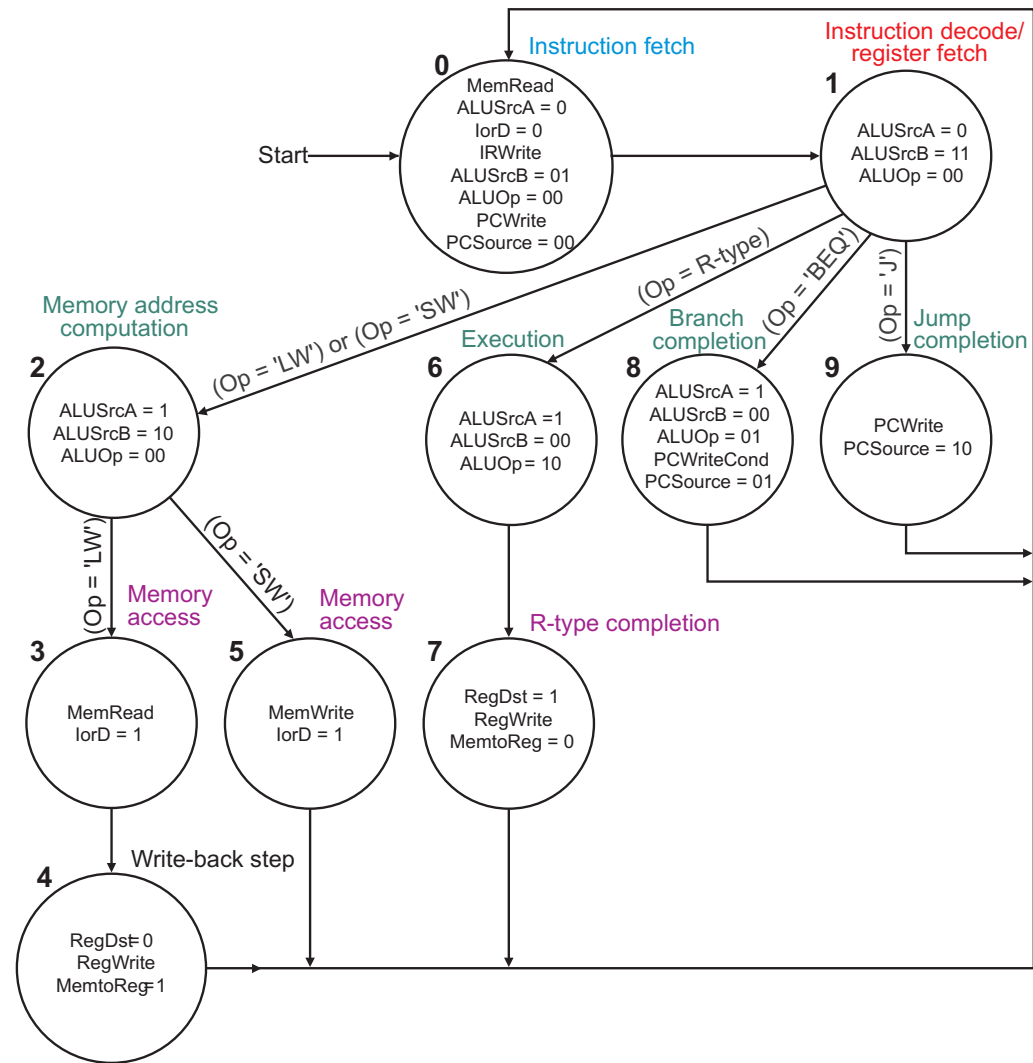 Instruction fetch
Instruction decode/
register fetch
0
MemRead
ALUSrcA = 0
IorD = 0
IRWrite
ALUSrcB = 01
ALUOp = 00
PCWrite
PCSource = 00
1
ALUSrcA = 0
ALUSrcB = 11
ALUOp = 00
Start
(Op = 'LW') or (Op = 'SW')
(Op = R-type)
(Op = 'BEQ')
(Op = 'J')
Memory address
computation
2
ALUSrcA = 1
ALUSrcB = 10
ALUOp = 00
Execution
6
ALUSrcA =1
ALUSrcB = 00
ALUOp= 10
Branch
completion
8
ALUSrcA = 1
ALUSrcB = 00
ALUOp = 01
PCWriteCond
PCSource = 01
Jump
completion
9
PCWrite
PCSource = 10
(Op = 'LW')
(Op = 'SW')
Memory
access
3
MemRead
IorD = 1
Memory
access
5
MemWrite
IorD = 1
R-type completion
7
RegDst = 1
RegWrite
MemtoReg = 0
Write-back step
4
RegDst=0
RegWrite
MemtoReg=1